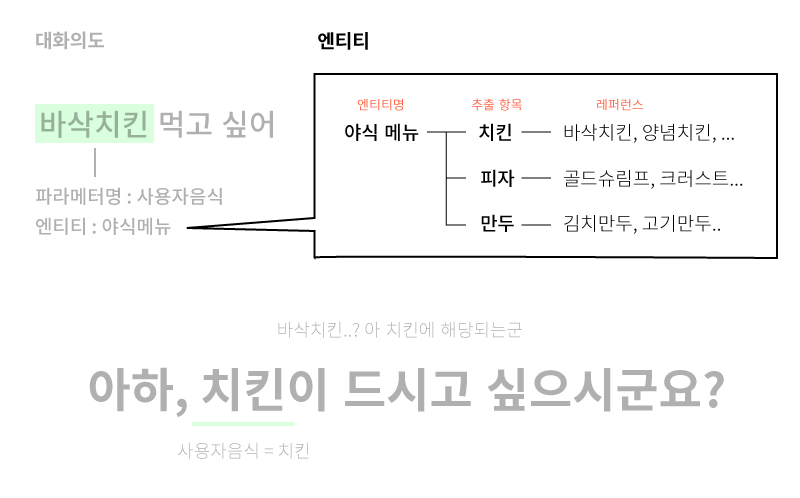 대화의도
엔티티
엔티티명 추출 항목 레퍼런스
야식 메뉴 치킨 바삭치킨, 양념치킨, ...
피자 골드슈림프, 크러스트...
만두 김치만두, 고기만두..
바삭치킨 먹고 싶어
파라메터명 : 사용자음식
엔티티 : 야식메뉴
바삭치킨..? 아 치킨에 해당되는군
아하, 치킨이 드시고 싶으시군요?
사용자음식 = 치킨